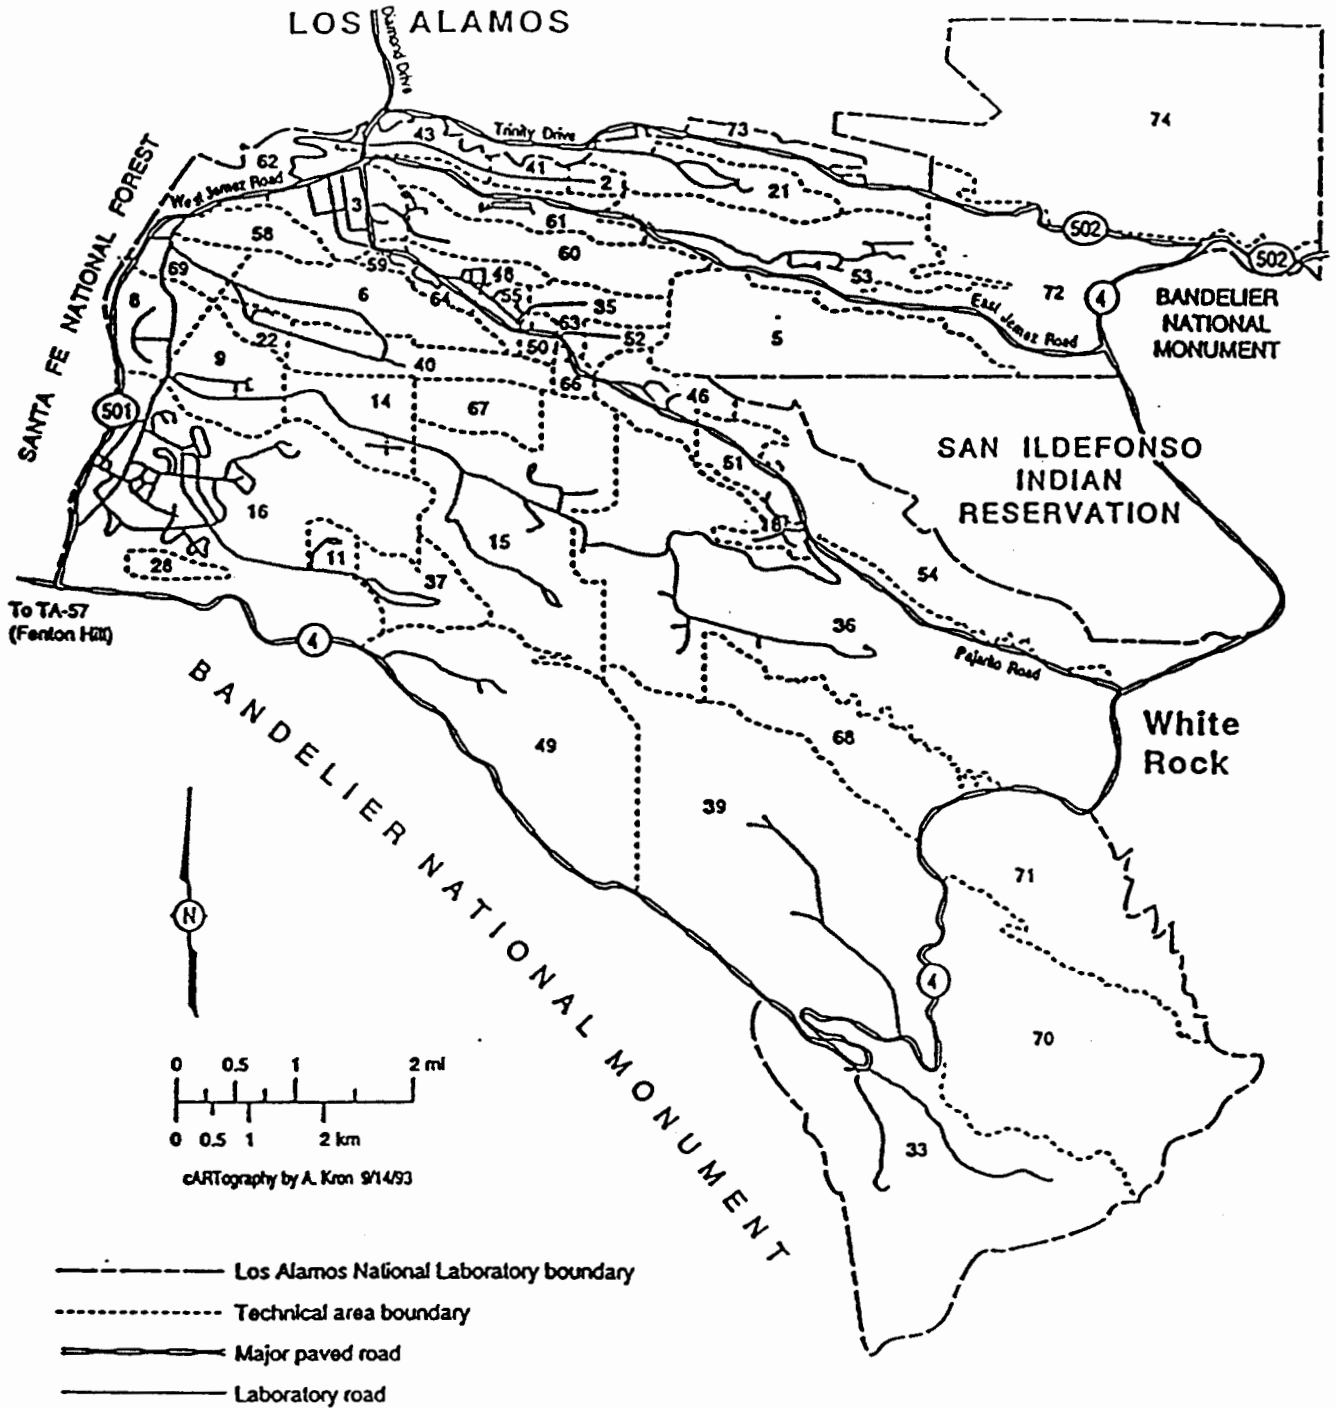 LOS ALAMOS
Diamond Drive
Trinity Drive
43
73
74
62
41
2
21
West Jemez Road
3
61
502
58
60
502
59
48
53
69
8
6
64
55
35
72
4
BANDELIER
NATIONAL
MONUMENT
63
East Jemez Road
22
50
52
5
9
40
66
46
14
67
501
SANTA FE NATIONAL FOREST
SAN ILDEFONSO
INDIAN
RESERVATION
51
16
18
15
28
11
37
54
To TA-57
(Fenton Hill)
36
4
Pajarito Road
White
Rock
BANDELIER NATIONAL MONUMENT
49
68
39
71
N
4
70
0 0.5 1 2 mi
0 0.5 1 2 km
33
cARTography by A. Kron 9/14/93
Los Alamos National Laboratory boundary
Technical area boundary
Major paved road
Laboratory road